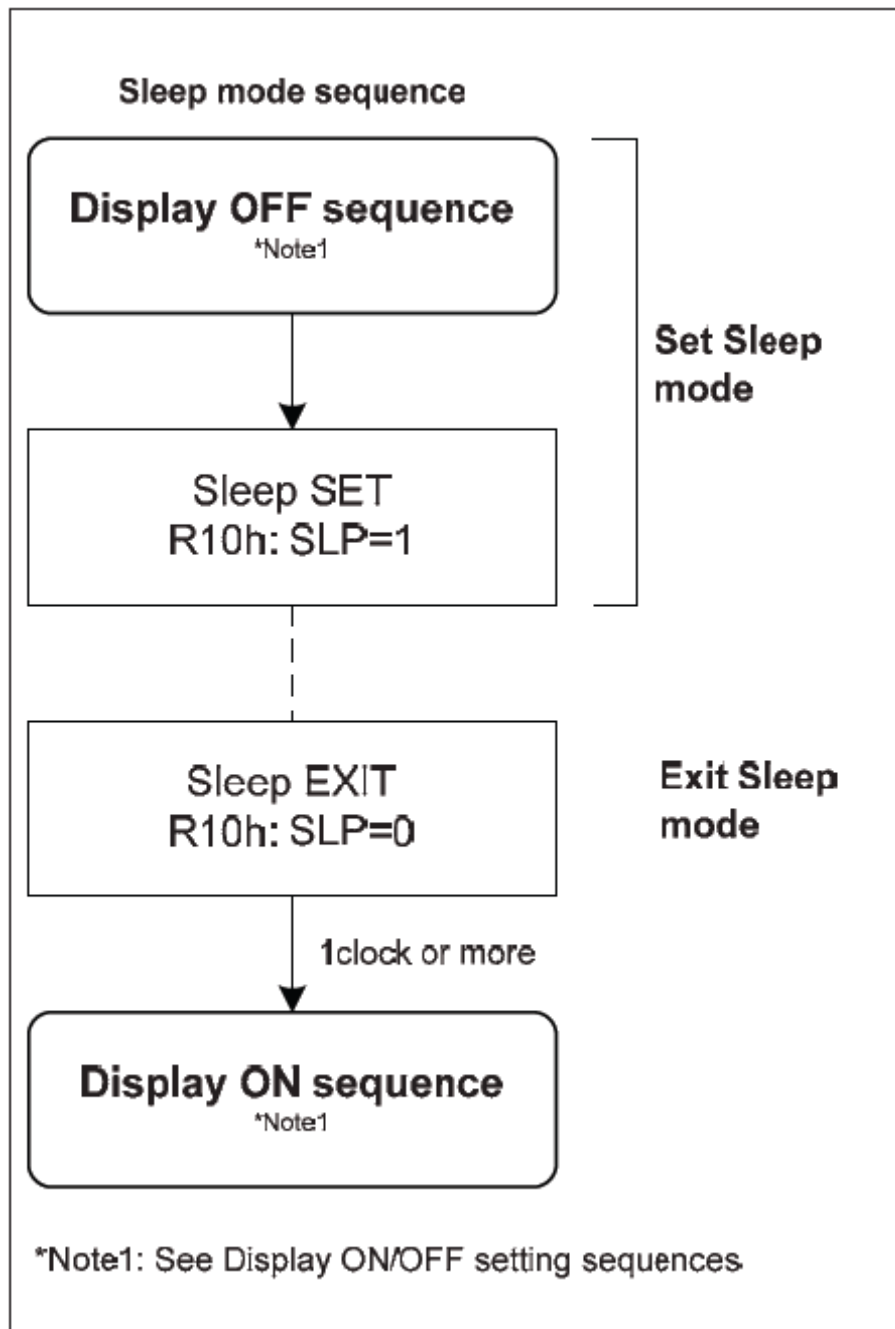 Sleep mode sequence
Display OFF sequence
*Note1
Set Sleep
mode
Sleep SET
R10h: SLP=1
Sleep EXIT
R10h: SLP=0
Exit Sleep
mode
1clock or more
Display ON sequence
*Note1
*Note1: See Display ON/OFF setting sequences